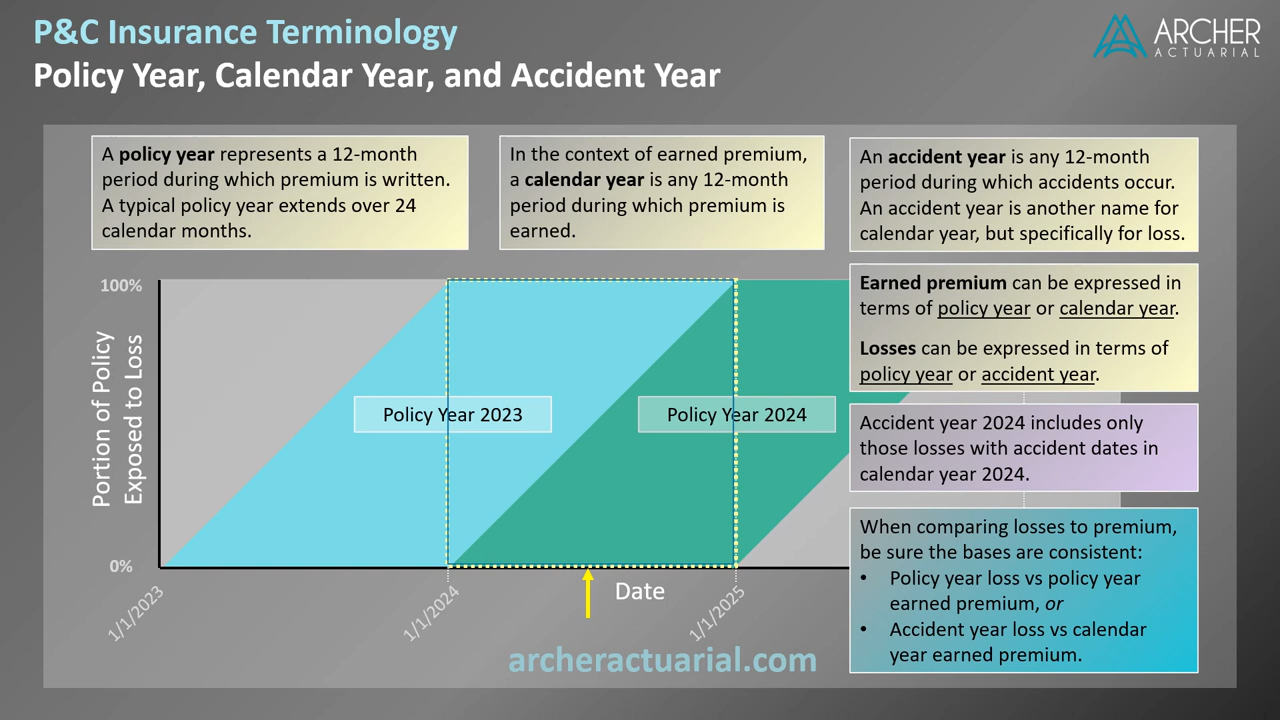 P&C Insurance Terminology
Policy Year, Calendar Year, and Accident Year
ARCHER
ACTUARIAL
A policy year represents a 12-month
period during which premium is written.
A typical policy year extends over 24
calendar months.
In the context of earned premium,
a calendar year is any 12-month
period during which premium is
earned.
An accident year is any 12-month
period during which accidents occur.
An accident year is another name for
calendar year, but specifically for loss.
Earned premium can be expressed in
terms of policy year or calendar year.
Losses can be expressed in terms of
policy year or accident year.
Accident year 2024 includes only
those losses with accident dates in
calendar year 2024.
When comparing losses to premium,
be sure the bases are consistent:
• Policy year loss vs policy year
earned premium, or
• Accident year loss vs calendar
year earned premium.
100%
Portion of Policy
Exposed to Loss
0%
Policy Year 2023
Policy Year 2024
1/1/2023
1/1/2024
Date
1/1/2025
archeractuarial.com